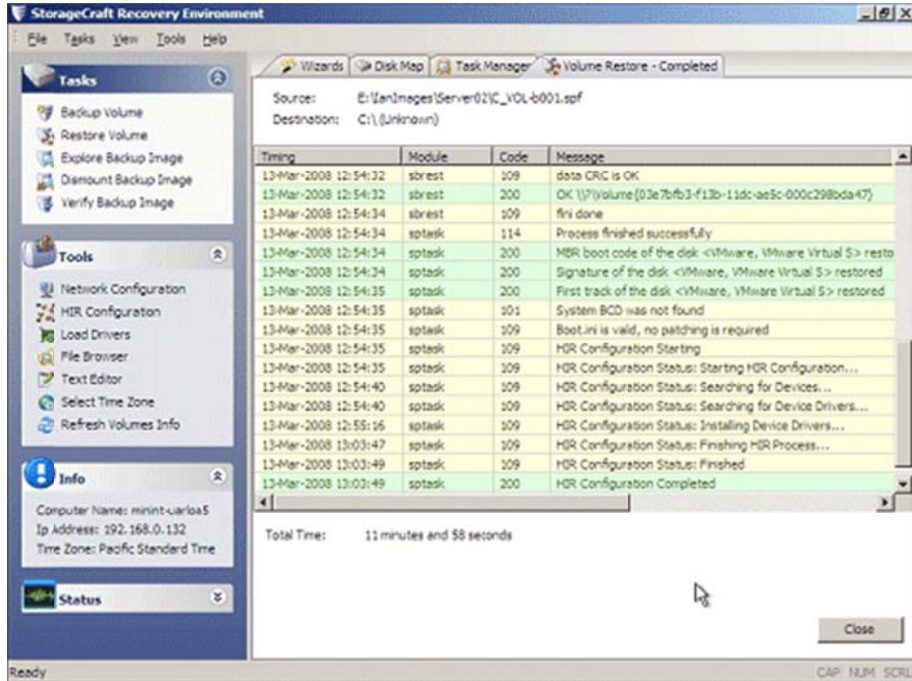 StorageCraft Recovery Environment
File Tasks View Tools Help
Tasks
Backup Volume
Restore Volume
Explore Backup Image
Dismount Backup Image
Verify Backup Image
Tools
Network Configuration
HIR Configuration
Load Drivers
File Browser
Text Editor
Select Time Zone
Refresh Volumes Info
Info
Computer Name: minint-uarloa5
Ip Address: 192.168.0.132
Time Zone: Pacific Standard Time
Status
Wizards Disk Map Task Manager Volume Restore - Completed
Source: E:\IanImages\Server02\C_VOL-b001.spf
Destination: C:\ (Unknown)
Timing Module Code Message
13-Mar-2008 12:54:32 sbrest 109 data CRC is OK
13-Mar-2008 12:54:32 sbrest 200 OK \\?\Volume{03e7bfb3-f13b-11dc-ae5c-000c298bda47}
13-Mar-2008 12:54:34 sbrest 109 fini done
13-Mar-2008 12:54:34 sptask 114 Process finished successfully
13-Mar-2008 12:54:34 sptask 200 MBR boot code of the disk <VMware, VMware Virtual S> resto
13-Mar-2008 12:54:34 sptask 200 Signature of the disk <VMware, VMware Virtual S> restored
13-Mar-2008 12:54:35 sptask 200 First track of the disk <VMware, VMware Virtual S> restored
13-Mar-2008 12:54:35 sptask 101 System BCD was not found
13-Mar-2008 12:54:35 sptask 109 Boot.ini is valid, no patching is required
13-Mar-2008 12:54:35 sptask 109 HIR Configuration Starting
13-Mar-2008 12:54:35 sptask 109 HIR Configuration Status: Starting HIR Configuration...
13-Mar-2008 12:54:40 sptask 109 HIR Configuration Status: Searching for Devices...
13-Mar-2008 12:54:40 sptask 109 HIR Configuration Status: Searching for Device Drivers...
13-Mar-2008 12:55:16 sptask 109 HIR Configuration Status: Installing Device Drivers...
13-Mar-2008 13:03:47 sptask 109 HIR Configuration Status: Finishing HIR Process...
13-Mar-2008 13:03:49 sptask 109 HIR Configuration Status: Finished
13-Mar-2008 13:03:49 sptask 200 HIR Configuration Completed
Total Time: 11 minutes and 58 seconds
Close
Ready
CAP NUM SCRL